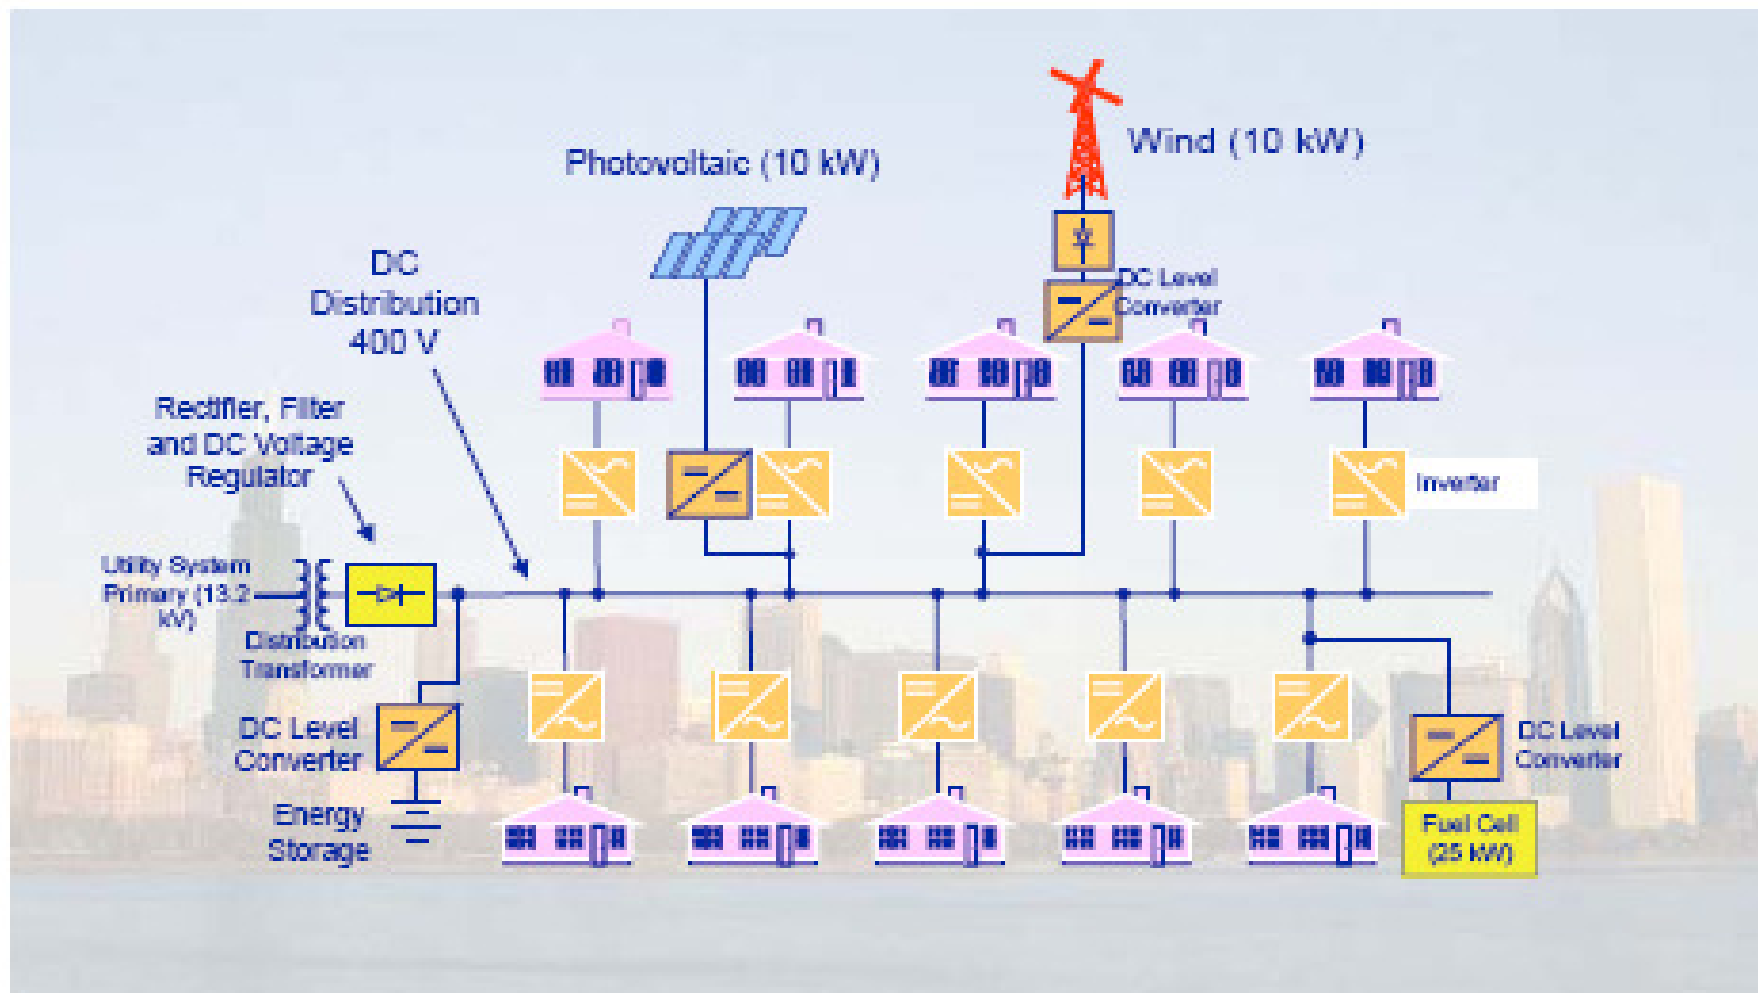 Wind (10 kW)
Photovoltaic (10 kW)
DC
Distribution
400 V
DC Level
Converter
Rectifier, Filter
and DC Voltage
Regulator
Inverter
Utility System
Primary (13.2
kV)
Distribution
Transformer
DC Level
Converter
Energy
Storage
DC Level
Converter
Fuel Cell
(25 kW)